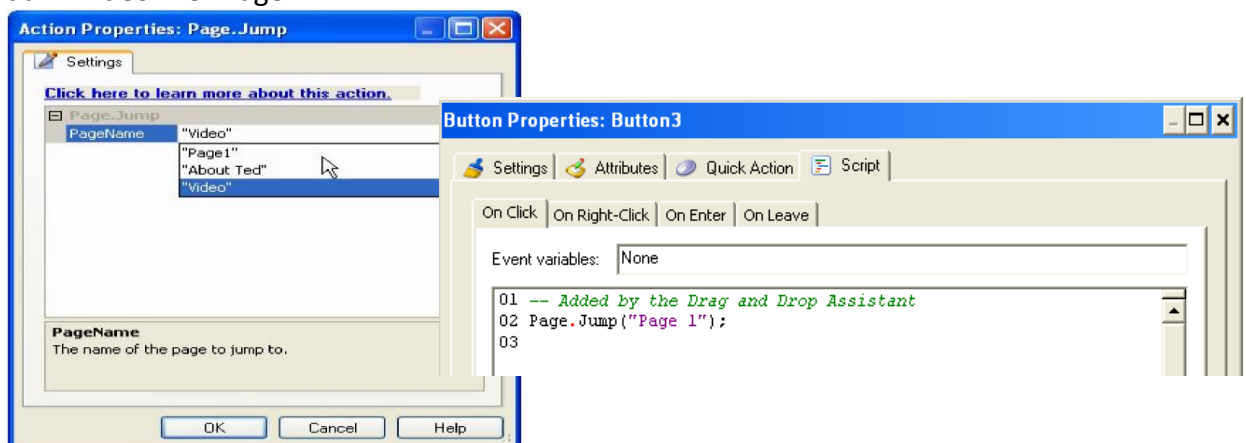 Action Properties: Page.Jump
Settings
Click here to learn more about this action.
Page.Jump
PageName "Video"
"Page1"
"About Ted"
"Video"
PageName
The name of the page to jump to.
OK Cancel Help
Button Properties: Button3
Settings Attributes Quick Action Script
On Click On Right-Click On Enter On Leave
Event variables: None
01 -- Added by the Drag and Drop Assistant
02 Page.Jump("Page 1");
03